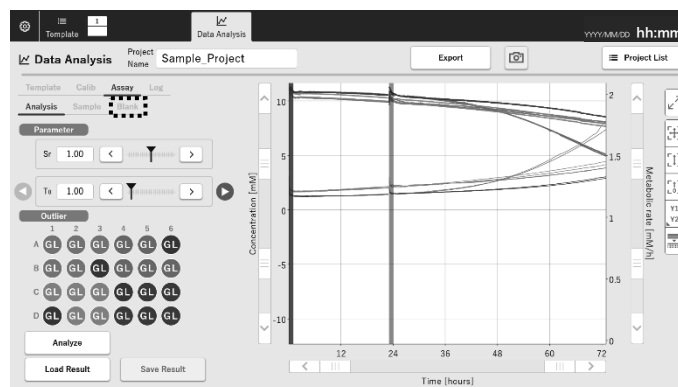 Template
1
Data Analysis
YYYY/MM/DD hh:mm
Data Analysis
Project Name
Sample_Project
Export
Project List
Template Calib Assay Log
Analysis Sample Blank
Parameter
Sr 1.00
Ta 1.00
Outlier
1 2 3 4 5 6
A GL GL GL GL GL GL
B GL GL GL GL GL GL
C GL GL GL GL GL GL
D GL GL GL GL GL GL
Analyze
Load Result
Save Result
Concentration [mM]
10
5
0
-5
-10
12 24 36 48 60 72
Time [hours]
2
1.5
1
0.5
0
Metabolic rate [mM/h]
Y1
Y2